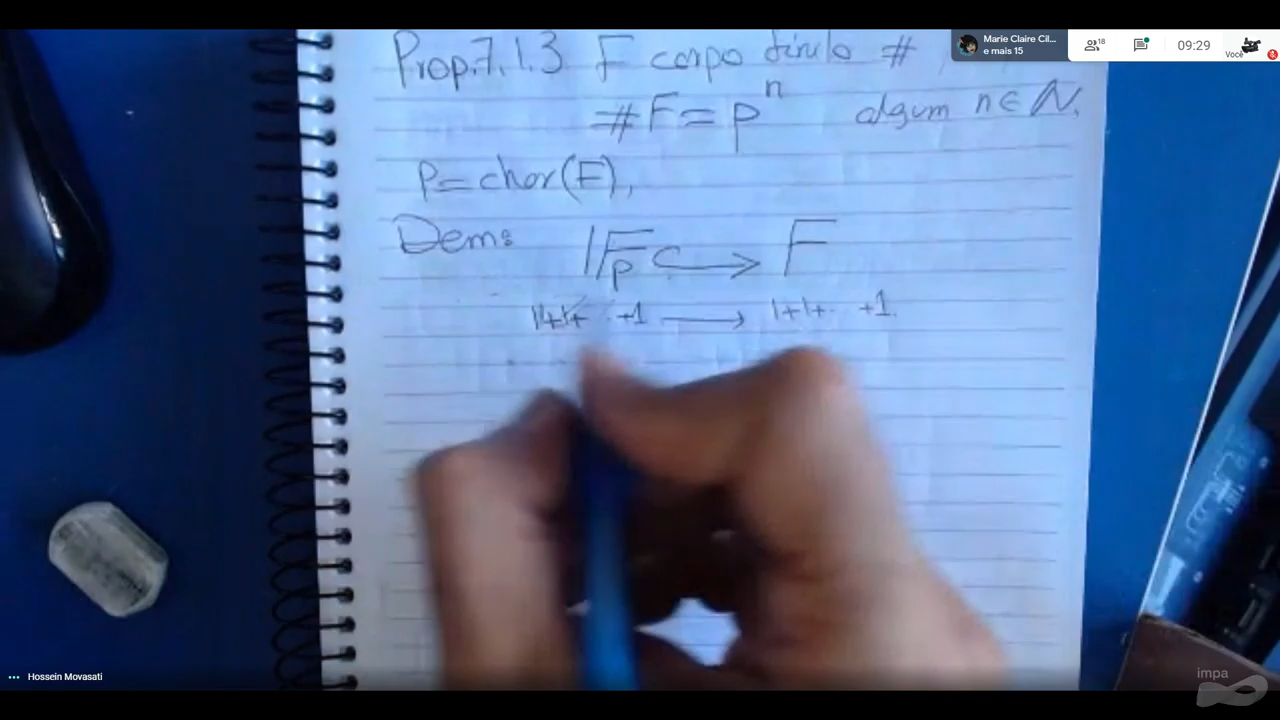 Marie Claire Cil...
e mais 15
18
09:29
Você
Prop.7.1.3 F corpo finito #
#F=p^n algum n∈N.
P=char(F),
Dem: F_p ↪ F
1+1+ . . +1 → 1+1+ . . +1.
Hossein Movasati
impa